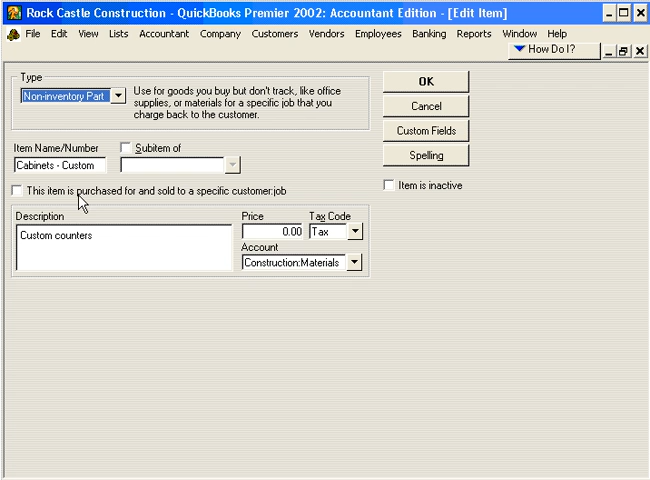 Rock Castle Construction - QuickBooks Premier 2002: Accountant Edition - [Edit Item]
File Edit View Lists Accountant Company Customers Vendors Employees Banking Reports Window Help
How Do I?
Type
Non-inventory Part
Use for goods you buy but don't track, like office
supplies, or materials for a specific job that you
charge back to the customer.
OK
Cancel
Custom Fields
Spelling
Item is inactive
Item Name/Number
Subitem of
Cabinets - Custom
This item is purchased for and sold to a specific customer:job
Description
Price
Tax Code
Custom counters
0.00
Tax
Account
Construction:Materials